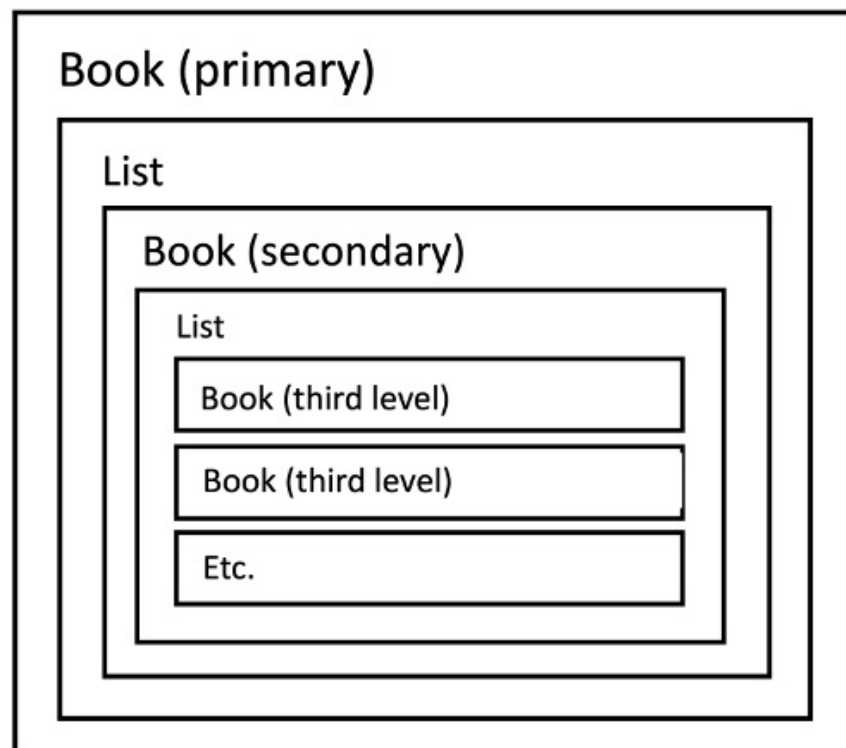 Book (primary)
List
Book (secondary)
List
Book (third level)
Book (third level)
Etc.